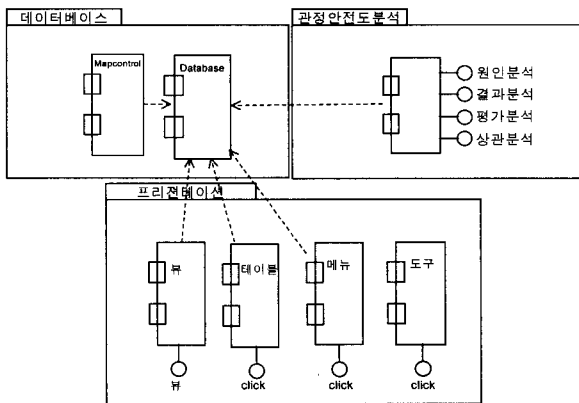 데이터베이스
관정안전도분석
Mapcontrol
Database
원인분석
결과분석
평가분석
상관분석
프리젼테이션
뷰
테이블
메뉴
도구
뷰
click
click
click